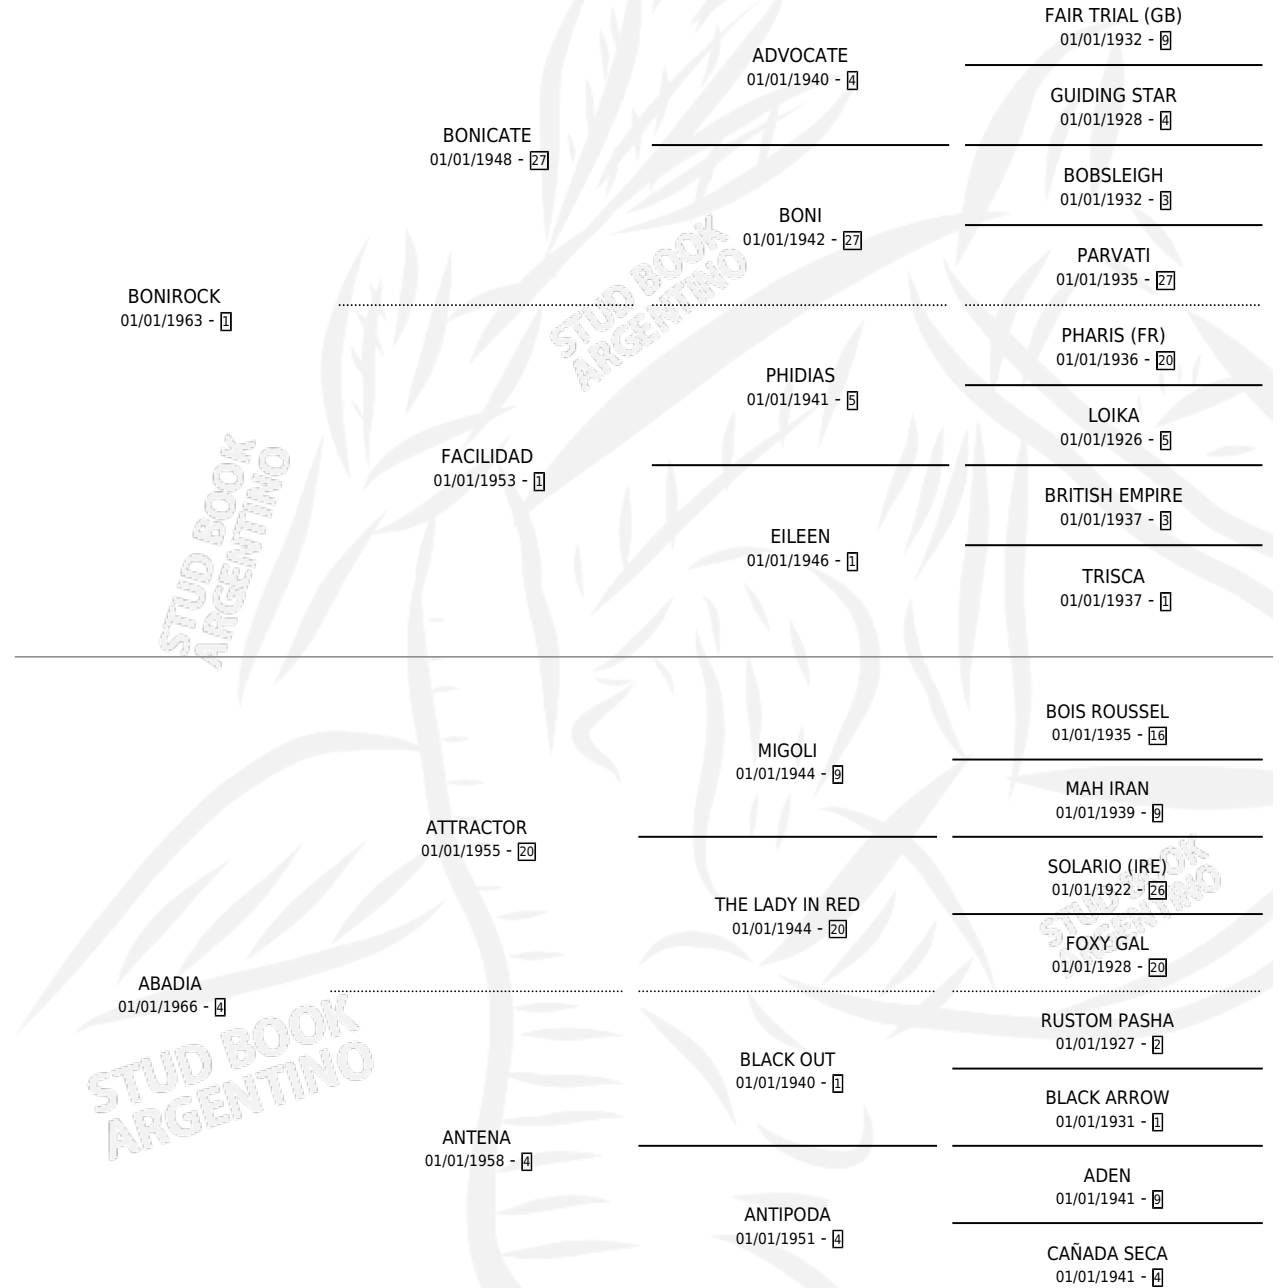 FAIR TRIAL (GB)
01/01/1932 - 9
ADVOCATE
01/01/1940 - 4
GUIDING STAR
01/01/1928 - 4
BONICATE
01/01/1948 - 27
BOBSLEIGH
01/01/1932 - 3
BONI
01/01/1942 - 27
PARVATI
01/01/1935 - 27
BONIROCK
01/01/1963 - 1
PHARIS (FR)
01/01/1936 - 20
PHIDIAS
01/01/1941 - 5
LOIKA
01/01/1926 - 5
FACILIDAD
01/01/1953 - 1
BRITISH EMPIRE
01/01/1937 - 3
EILEEN
01/01/1946 - 1
TRISCA
01/01/1937 - 1
BOIS ROUSSEL
01/01/1935 - 16
MIGOLI
01/01/1944 - 9
MAH IRAN
01/01/1939 - 9
ATTRACTOR
01/01/1955 - 20
SOLARIO (IRE)
01/01/1922 - 26
THE LADY IN RED
01/01/1944 - 20
FOXY GAL
01/01/1928 - 20
ABADIA
01/01/1966 - 4
RUSTOM PASHA
01/01/1927 - 2
BLACK OUT
01/01/1940 - 1
BLACK ARROW
01/01/1931 - 1
ANTENA
01/01/1958 - 4
ADEN
01/01/1941 - 9
ANTIPODA
01/01/1951 - 4
CAÑADA SECA
01/01/1941 - 4
STUD BOOK
ARGENTINO
STUD BOOK
ARGENTINO
STUD BOOK
ARGENTINO
STUD BOOK
ARGENTINO